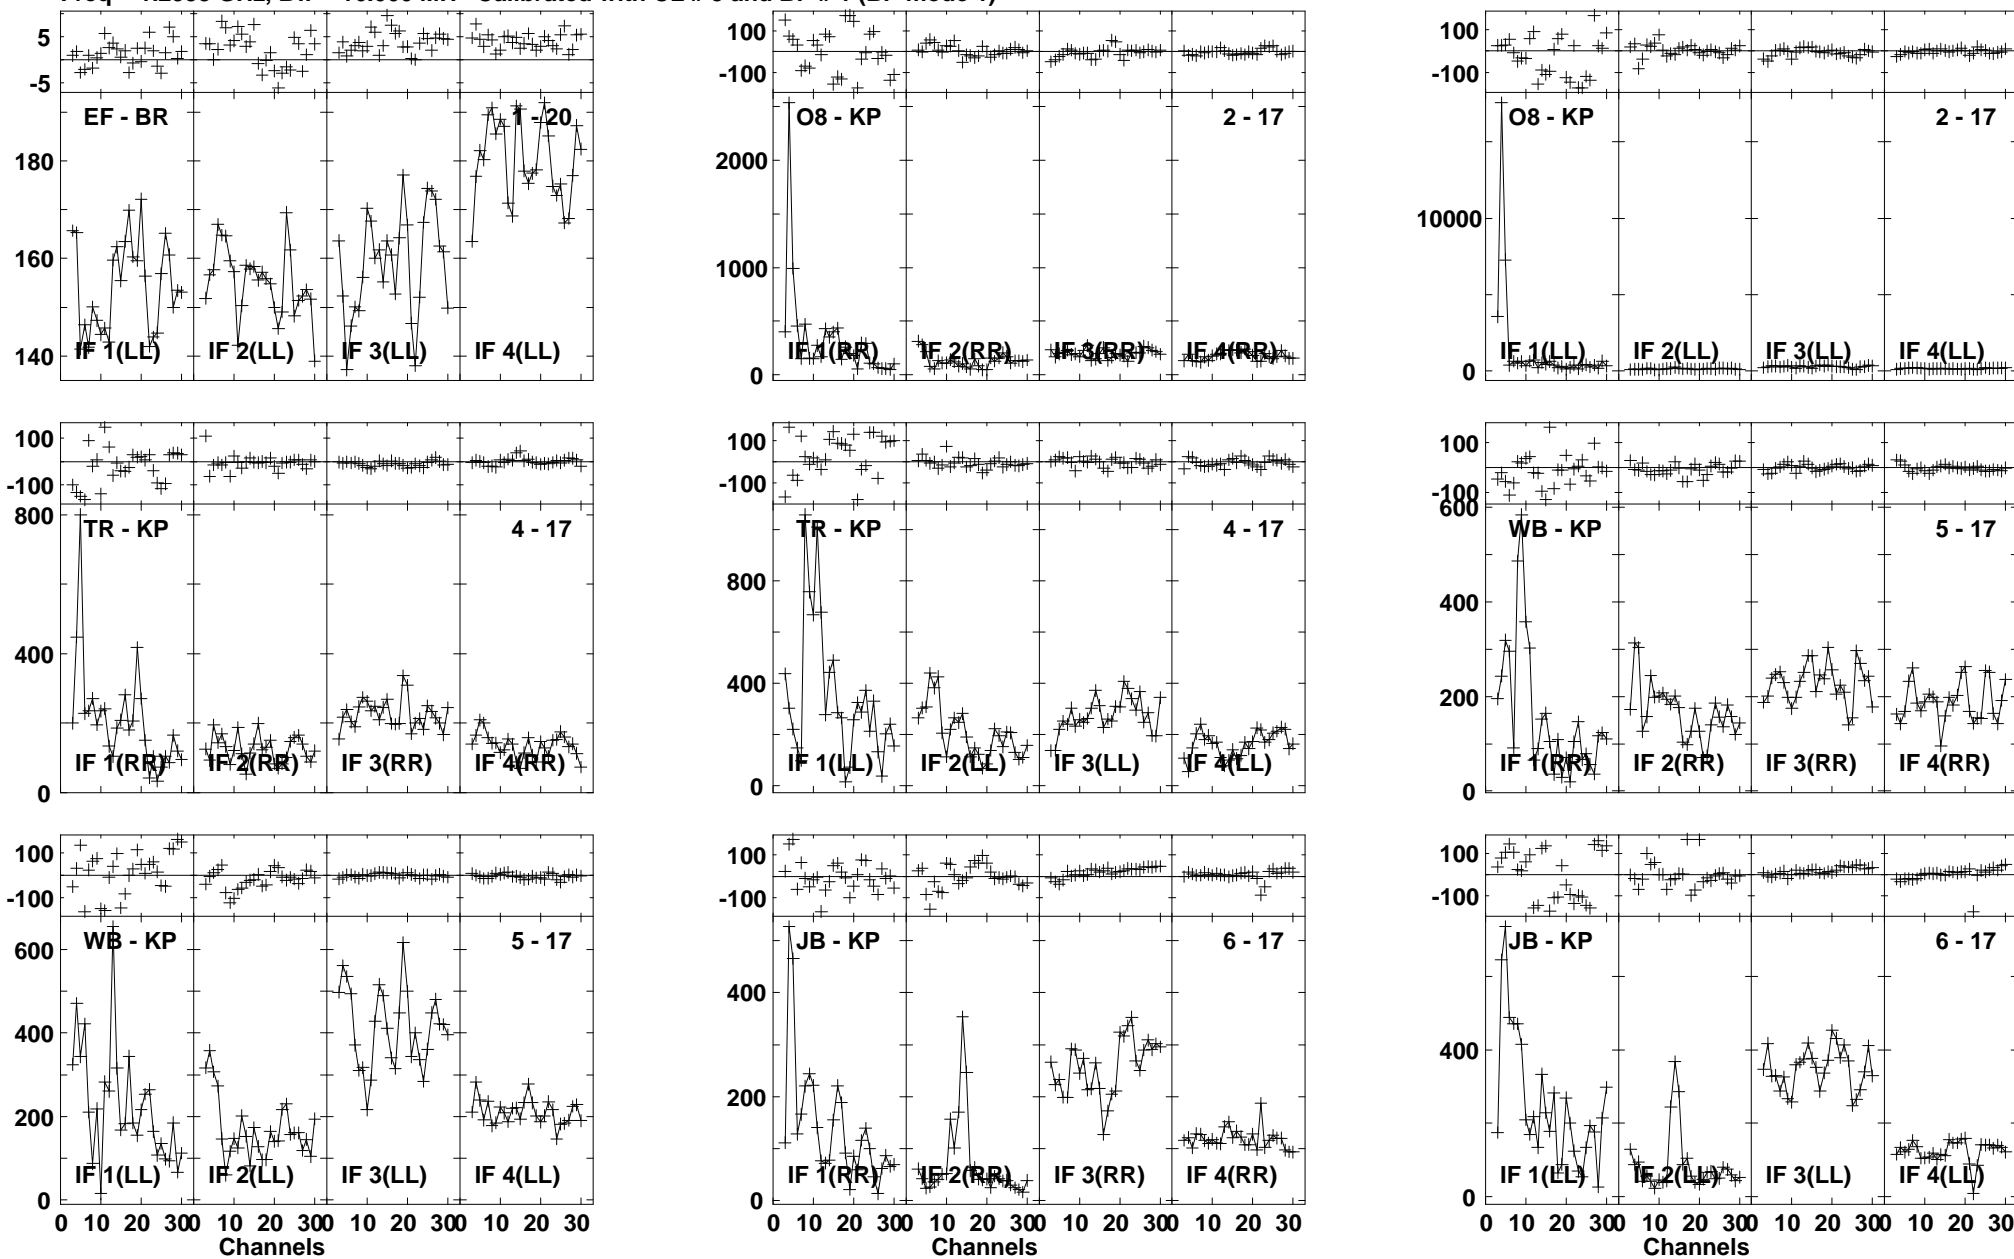 5
-5
EF - BR
1 - 20
180
160
140
IF 1(LL)
IF 2(LL)
IF 3(LL)
IF 4(LL)
100
-100
O8 - KP
2 - 17
2000
1000
0
IF 1(RR)
IF 2(RR)
IF 3(RR)
IF 4(RR)
100
-100
O8 - KP
2 - 17
10000
0
IF 1(LL)
IF 2(LL)
IF 3(LL)
IF 4(LL)
100
-100
TR - KP
4 - 17
800
400
0
IF 1(RR)
IF 2(RR)
IF 3(RR)
IF 4(RR)
100
-100
TR - KP
4 - 17
800
400
0
IF 1(LL)
IF 2(LL)
IF 3(LL)
IF 4(LL)
100
-100
WB - KP
5 - 17
600
400
200
0
IF 1(RR)
IF 2(RR)
IF 3(RR)
IF 4(RR)
100
-100
WB - KP
5 - 17
600
400
200
0
IF 1(LL)
IF 2(LL)
IF 3(LL)
IF 4(LL)
0 10 20 30 0 10 20 30 0 10 20 30 0 10 20 30
Channels
100
-100
JB - KP
6 - 17
400
200
0
IF 1(RR)
IF 2(RR)
IF 3(RR)
IF 4(RR)
0 10 20 30 0 10 20 30 0 10 20 30 0 10 20 30
Channels
100
-100
JB - KP
6 - 17
400
0
IF 1(LL)
IF 2(LL)
IF 3(LL)
IF 4(LL)
0 10 20 30 0 10 20 30 0 10 20 30 0 10 20 30
Channels